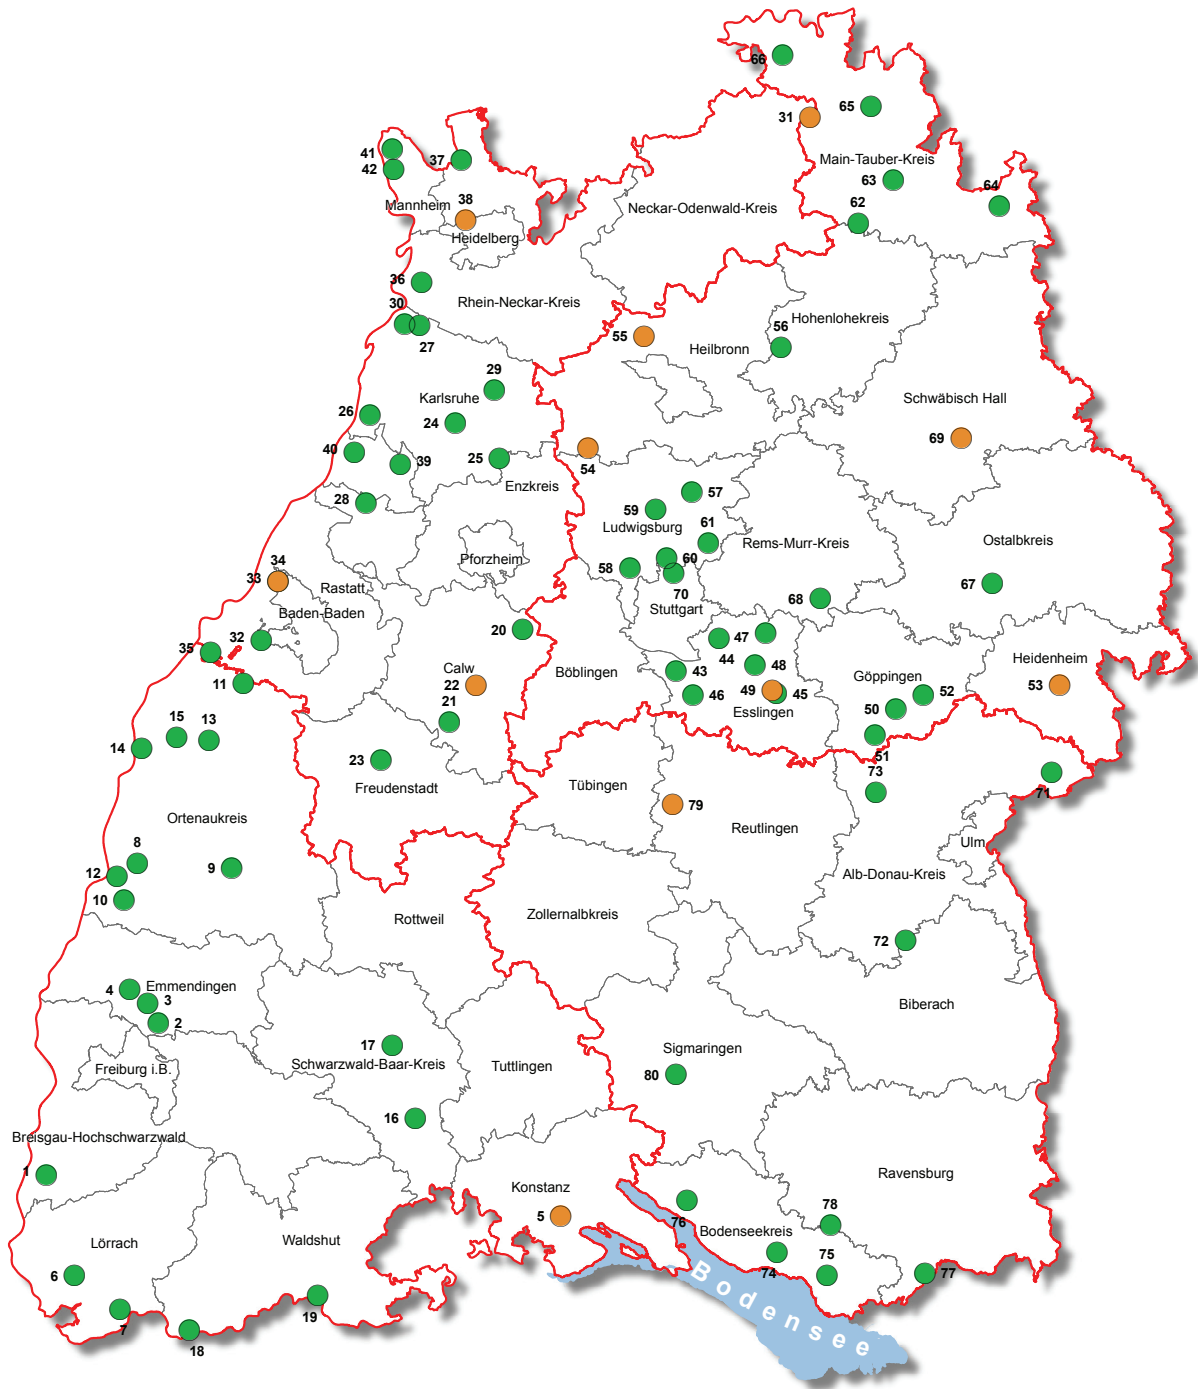 66
65
31
Main-Tauber-Kreis
63
64
62
41
42
37
Mannheim
38
Heidelberg
Neckar-Odenwald-Kreis
36
Rhein-Neckar-Kreis
30
27
Hohenlohekreis
56
55
Heilbronn
29
Karlsruhe
24
26
40
39
25
Enzkreis
28
54
Schwäbisch Hall
69
57
59
Ludwigsburg
61
60
58
70
Stuttgart
Rems-Murr-Kreis
68
Ostalbkreis
67
Pforzheim
34
33
Rastatt
Baden-Baden
32
35
11
20
Calw
22
21
Böblingen
47
44
48
43
46
49
45
Esslingen
Göppingen
52
50
51
Heidenheim
53
15
13
14
23
Freudenstadt
Tübingen
79
Reutlingen
73
71
Ulm
Alb-Donau-Kreis
Ortenaukreis
8
12
9
10
Rottweil
Zollernalbkreis
72
Biberach
4
Emmendingen
3
2
Freiburg i.B.
17
Schwarzwald-Baar-Kreis
Tuttlingen
Sigmaringen
80
16
Breisgau-Hochschwarzwald
1
Konstanz
5
Ravensburg
76
78
Bodenseekreis
74
75
77
Bodensee
Lörrach
Waldshut
6
7
18
19